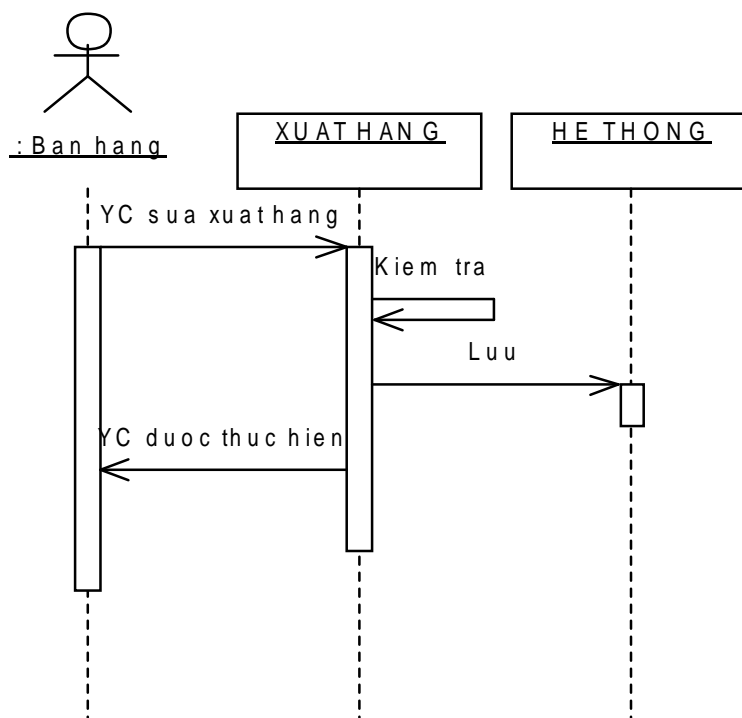 : Ban hang
XUAT HANG
HE THONG
YC sua xuat hang
Kiem tra
Luu
YC duoc thuc hien